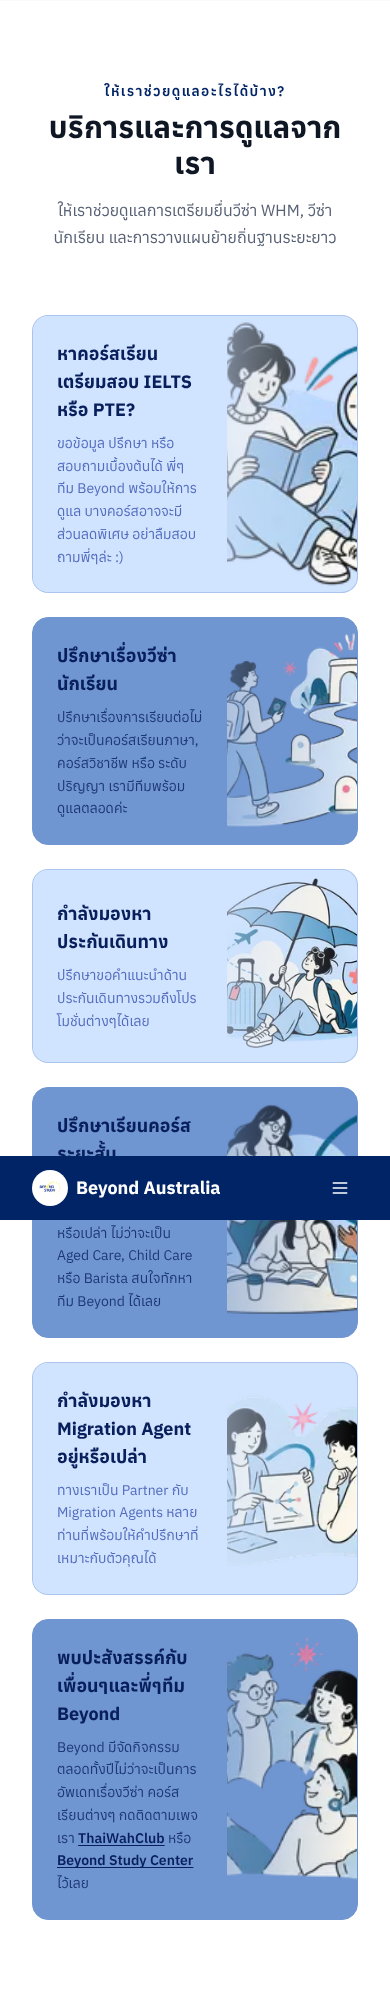 ให้เราช่วยดูแลอะไรได้บ้าง?
บริการและการดูแลจาก
เรา
ให้เราช่วยดูแลการเตรียมยื่นวีซ่า WHM, วีซ่า
นักเรียน และการวางแผนย้ายถิ่นฐานระยะยาว
หาคอร์สเรียน
เตรียมสอบ IELTS
หรือ PTE?
ขอข้อมูล ปรึกษา หรือ
สอบถามเบื้องต้นได้ พี่ๆ
ทีม Beyond พร้อมให้การ
ดูแล บางคอร์สอาจจะมี
ส่วนลดพิเศษ อย่าลืมสอบ
ถามพี่ๆล่ะ :)
ปรึกษาเรื่องวีซ่า
นักเรียน
ปรึกษาเรื่องการเรียนต่อไม่
ว่าจะเป็นคอร์สเรียนภาษา,
คอร์สวิชาชีพ หรือ ระดับ
ปริญญา เรามีทีมพร้อม
ดูแลตลอดค่ะ
กำลังมองหา
ประกันเดินทาง
ปรึกษาขอคำแนะนำด้าน
ประกันเดินทางรวมถึงโปร
โมชั่นต่างๆได้เลย
ปรึกษาเรียนคอร์ส
ระยะสั้น
Beyond Australia
หรือเปล่า ไม่ว่าจะเป็น
Aged Care, Child Care
หรือ Barista สนใจทักหา
ทีม Beyond ได้เลย
กำลังมองหา
Migration Agent
อยู่หรือเปล่า
ทางเราเป็น Partner กับ
Migration Agents หลาย
ท่านที่พร้อมให้คำปรึกษาที่
เหมาะกับตัวคุณได้
พบปะสังสรรค์กับ
เพื่อนๆและพี่ๆทีม
Beyond
Beyond มีจัดกิจกรรม
ตลอดทั้งปีไม่ว่าจะเป็นการ
อัพเดทเรื่องวีซ่า คอร์ส
เรียนต่างๆ กดติดตามเพจ
เรา ThaiWahClub หรือ
Beyond Study Center
ไว้เลย